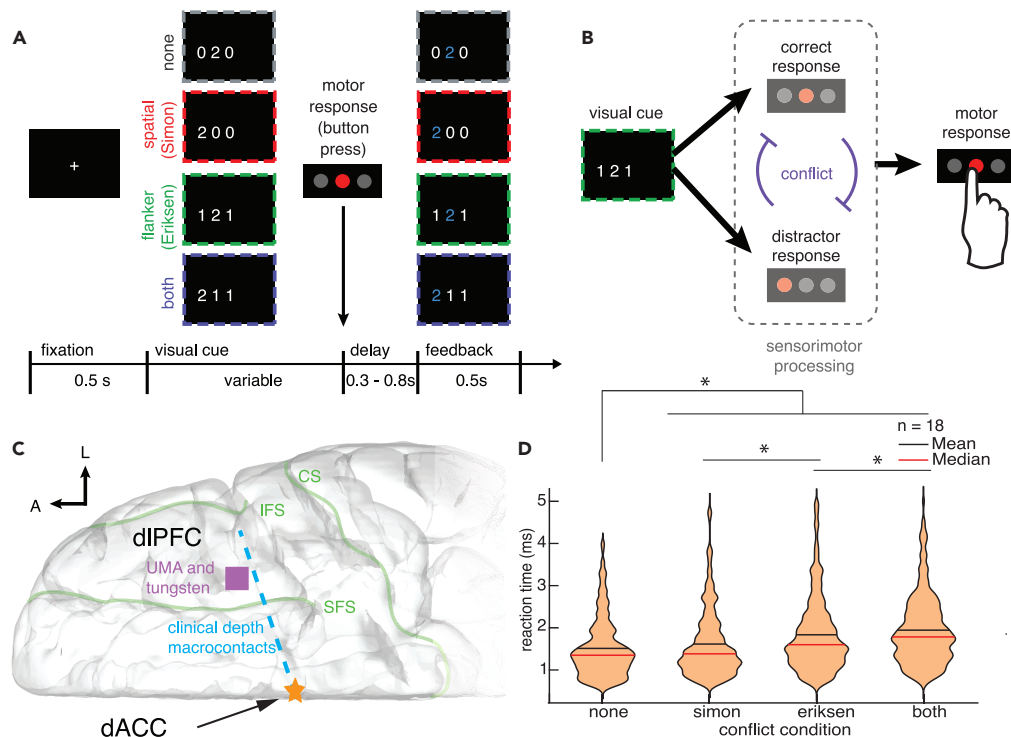 A
none
0 2 0
0 2 0
spatial
(Simon)
2 0 0
2 0 0
+
motor
response
(button
press)
flanker
(Eriksen)
1 2 1
1 2 1
both
2 1 1
2 1 1
fixation
visual cue
delay
feedback
0.5 s
variable
0.3 - 0.8s
0.5s
B
correct
response
visual cue
1 2 1
conflict
motor
response
distractor
response
sensorimotor
processing
C
L
A
CS
IFS
dlPFC
UMA and
tungsten
SFS
clinical depth
macrocontacts
dACC
D
*
n = 18
Mean
Median
*
*
reaction time (ms)
5
4
3
2
1
none
simon
eriksen
both
conflict condition